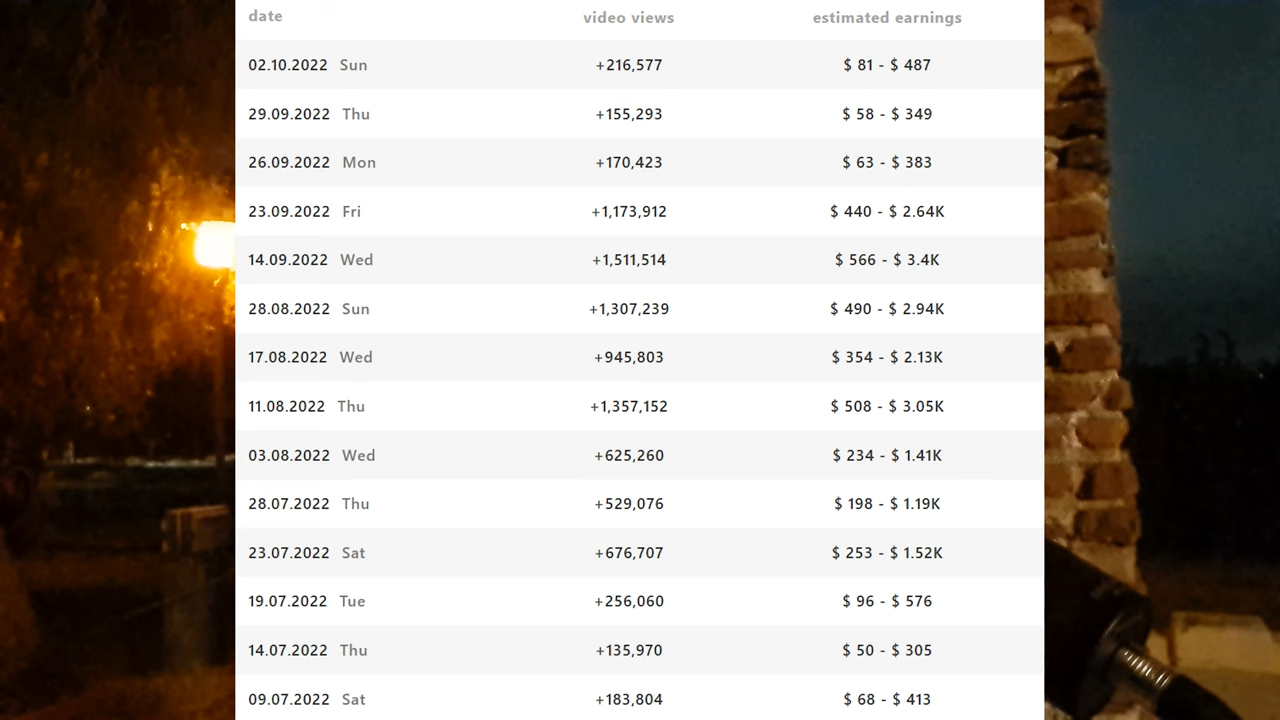 date video views estimated earnings
02.10.2022 Sun +216,577 $ 81 - $ 487
29.09.2022 Thu +155,293 $ 58 - $ 349
26.09.2022 Mon +170,423 $ 63 - $ 383
23.09.2022 Fri +1,173,912 $ 440 - $ 2.64K
14.09.2022 Wed +1,511,514 $ 566 - $ 3.4K
28.08.2022 Sun +1,307,239 $ 490 - $ 2.94K
17.08.2022 Wed +945,803 $ 354 - $ 2.13K
11.08.2022 Thu +1,357,152 $ 508 - $ 3.05K
03.08.2022 Wed +625,260 $ 234 - $ 1.41K
28.07.2022 Thu +529,076 $ 198 - $ 1.19K
23.07.2022 Sat +676,707 $ 253 - $ 1.52K
19.07.2022 Tue +256,060 $ 96 - $ 576
14.07.2022 Thu +135,970 $ 50 - $ 305
09.07.2022 Sat +183,804 $ 68 - $ 413